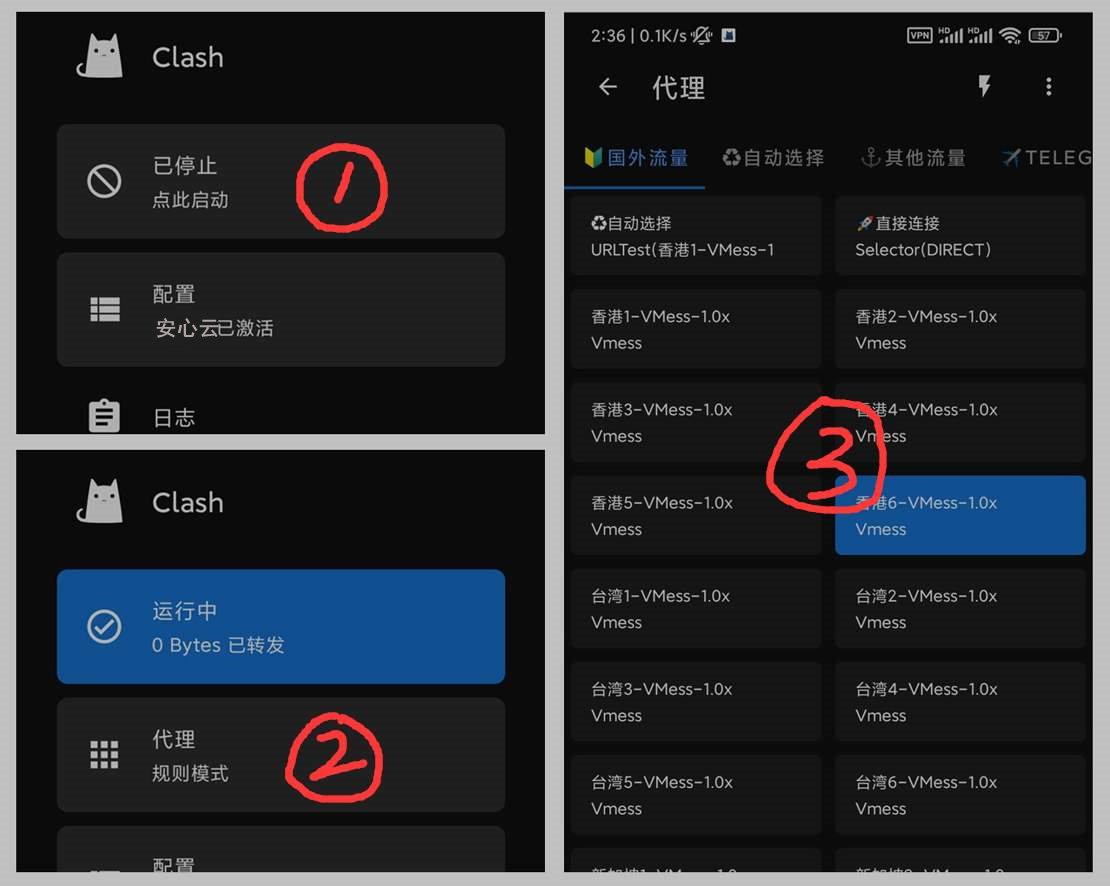 Clash
已停止
点此启动
1
配置
安心云已激活
日志
Clash
运行中
0 Bytes 已转发
代理
规则模式
2
配置
2:36 | 0.1K/s
VPN HD HD 57
代理
国外流量 自动选择 其他流量 TELEG
自动选择 直接连接
URLTest(香港1-VMess-1 Selector(DIRECT)
香港1-VMess-1.0x 香港2-VMess-1.0x
Vmess Vmess
香港3-VMess-1.0x 香港4-VMess-1.0x
Vmess Vmess
3
香港5-VMess-1.0x 香港6-VMess-1.0x
Vmess Vmess
台湾1-VMess-1.0x 台湾2-VMess-1.0x
Vmess Vmess
台湾3-VMess-1.0x 台湾4-VMess-1.0x
Vmess Vmess
台湾5-VMess-1.0x 台湾6-VMess-1.0x
Vmess Vmess